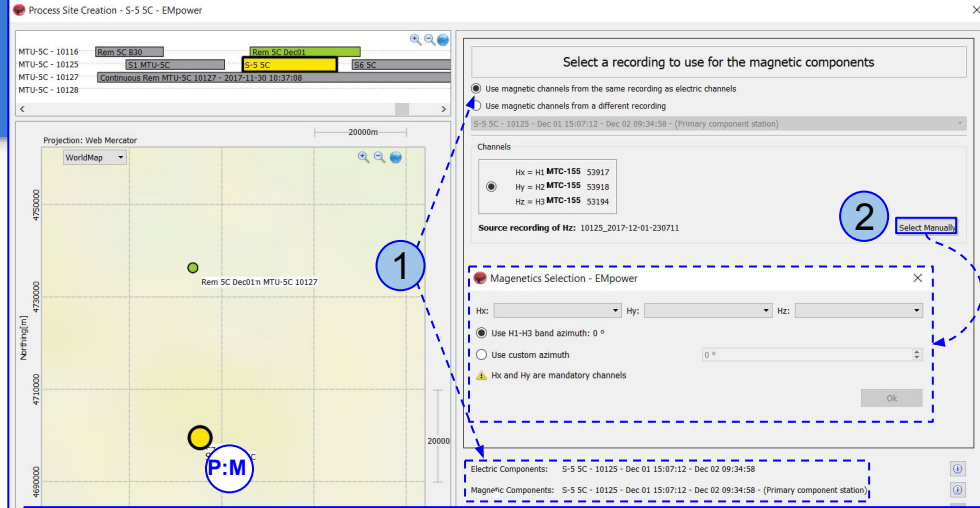 Process Site Creation - S-5 5C - EMpower
MTU-5C - 10116 Rem 5C B30 Rem 5C Dec01
MTU-5C - 10125 S1 MTU-5C S-5 5C S6 5C
MTU-5C - 10127 Continuous Rem MTU-5C 10127 - 2017-11-30 10:37:08
MTU-5C - 10128
Projection: Web Mercator
20000m
WorldMap
4750000
4730000
Northing[m]
4710000
4690000
Rem 5C Dec01 MTU-5C 10127
20000
P:M
Select a recording to use for the magnetic components
Use magnetic channels from the same recording as electric channels
Use magnetic channels from a different recording
S-5 5C - 10125 - Dec 01 15:07:12 - Dec 02 09:34:58 - (Primary component station)
Channels
Hx = H1 MTC-155 53917
Hy = H2 MTC-155 53918
Hz = H3 MTC-155 53194
Source recording of Hz: 10125_2017-12-01-230711
2
Select Manually
1
Magenetics Selection - EMpower
Hx: Hy: Hz:
Use H1-H3 band azimuth: 0 °
Use custom azimuth 0 °
Hx and Hy are mandatory channels
Ok
Electric Components: S-5 5C - 10125 - Dec 01 15:07:12 - Dec 02 09:34:58
Magnetic Components: S-5 5C - 10125 - Dec 01 15:07:12 - Dec 02 09:34:58 - (Primary component station)